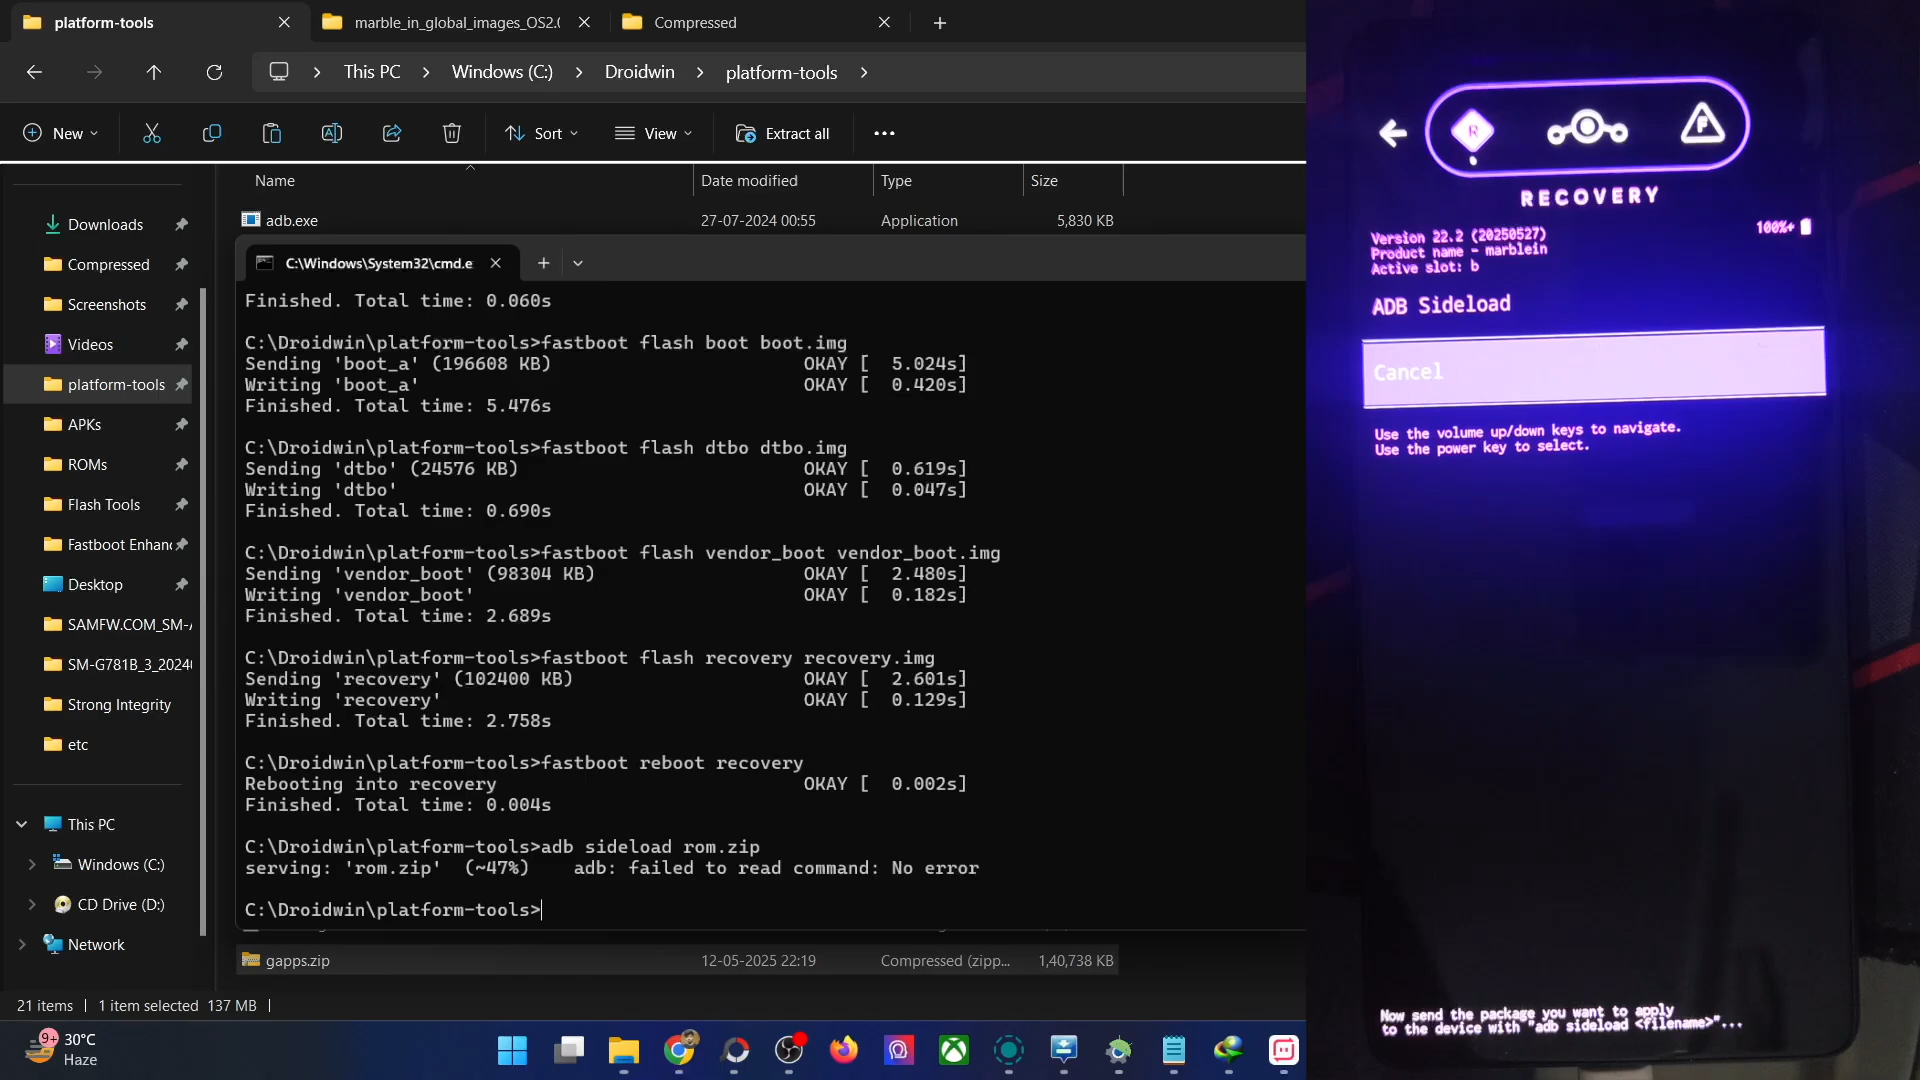 platform-tools
marble_in_global_images_OS2.0
Compressed
This PC
Windows (C:)
Droidwin
platform-tools
New
Sort
View
Extract all
Name
Date modified
Type
Size
adb.exe
27-07-2024 00:55
Application
5,830 KB
Downloads
Compressed
Screenshots
Videos
platform-tools
APKs
ROMs
Flash Tools
Fastboot Enhanc
Desktop
SAMFW.COM_SM-A
SM-G781B_3_2024
Strong Integrity
etc
This PC
Windows (C:)
CD Drive (D:)
Network
C:\Windows\System32\cmd.e
Finished. Total time: 0.060s
C:\Droidwin\platform-tools>fastboot flash boot boot.img
Sending 'boot_a' (196608 KB) OKAY [ 5.024s]
Writing 'boot_a' OKAY [ 0.420s]
Finished. Total time: 5.476s
C:\Droidwin\platform-tools>fastboot flash dtbo dtbo.img
Sending 'dtbo' (24576 KB) OKAY [ 0.619s]
Writing 'dtbo' OKAY [ 0.047s]
Finished. Total time: 0.690s
C:\Droidwin\platform-tools>fastboot flash vendor_boot vendor_boot.img
Sending 'vendor_boot' (98304 KB) OKAY [ 2.480s]
Writing 'vendor_boot' OKAY [ 0.182s]
Finished. Total time: 2.689s
C:\Droidwin\platform-tools>fastboot flash recovery recovery.img
Sending 'recovery' (102400 KB) OKAY [ 2.601s]
Writing 'recovery' OKAY [ 0.129s]
Finished. Total time: 2.758s
C:\Droidwin\platform-tools>fastboot reboot recovery
Rebooting into recovery OKAY [ 0.002s]
Finished. Total time: 0.004s
C:\Droidwin\platform-tools>adb sideload rom.zip
serving: 'rom.zip' (~47%) adb: failed to read command: No error
C:\Droidwin\platform-tools>
gapps.zip
12-05-2025 22:19
Compressed (zipp...
1,40,738 KB
21 items
1 item selected 137 MB
9+
30°C
Haze
R
F
RECOVERY
Version 22.2 (20250527)
Product name - marblein
Active slot: b
100%+
ADB Sideload
Cancel
Use the volume up/down keys to navigate.
Use the power key to select.
Now send the package you want to apply
to the device with "adb sideload <filename>"...